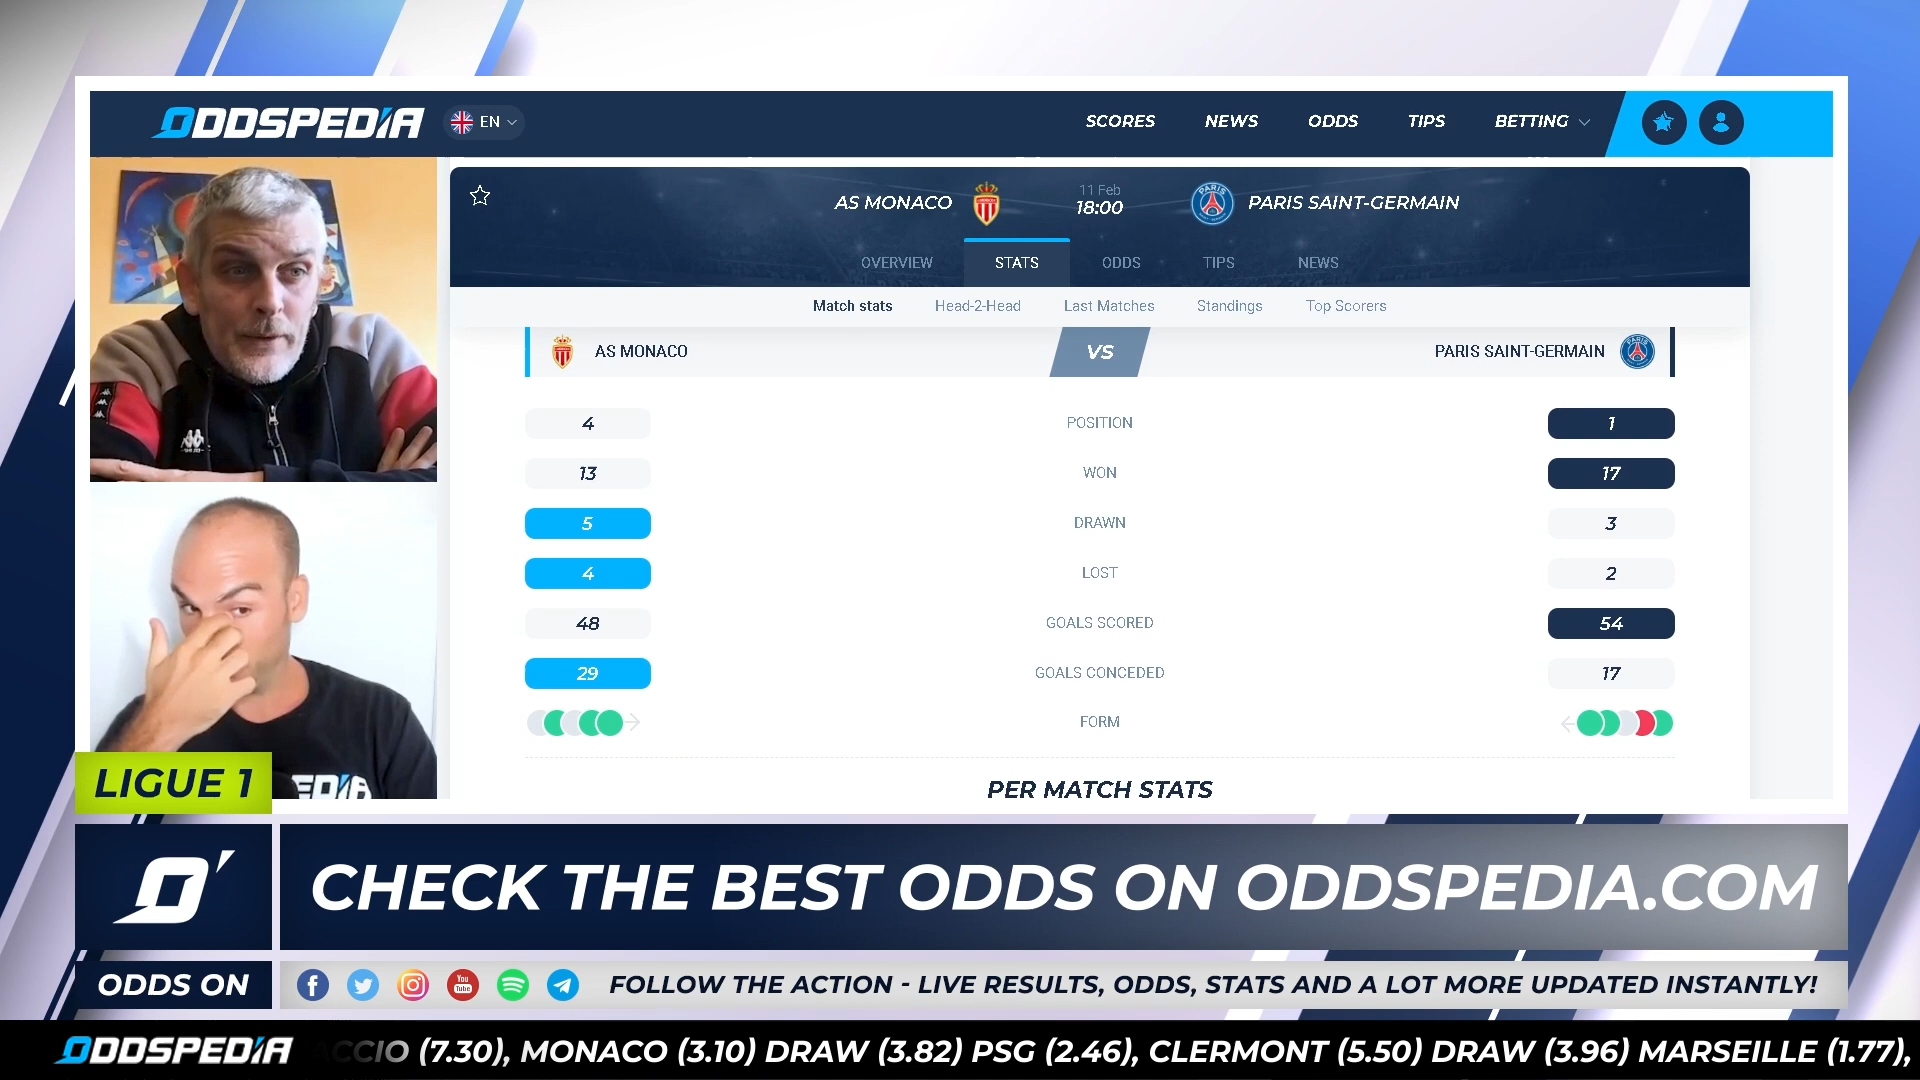 ODDSPEDIA
EN
SCORES NEWS ODDS TIPS BETTING
AS MONACO
11 Feb
18:00
PARIS SAINT-GERMAIN
OVERVIEW STATS ODDS TIPS NEWS
Match stats Head-2-Head Last Matches Standings Top Scorers
AS MONACO VS PARIS SAINT-GERMAIN
4 POSITION 1
13 WON 17
5 DRAWN 3
4 LOST 2
48 GOALS SCORED 54
29 GOALS CONCEDED 17
FORM
PER MATCH STATS
EDIA
LIGUE 1
CHECK THE BEST ODDS ON ODDSPEDIA.COM
ODDS ON
You Tube
FOLLOW THE ACTION - LIVE RESULTS, ODDS, STATS AND A LOT MORE UPDATED INSTANTLY!
ODDSPEDIA
ACCIO (7.30), MONACO (3.10) DRAW (3.82) PSG (2.46), CLERMONT (5.50) DRAW (3.96) MARSEILLE (1.77),